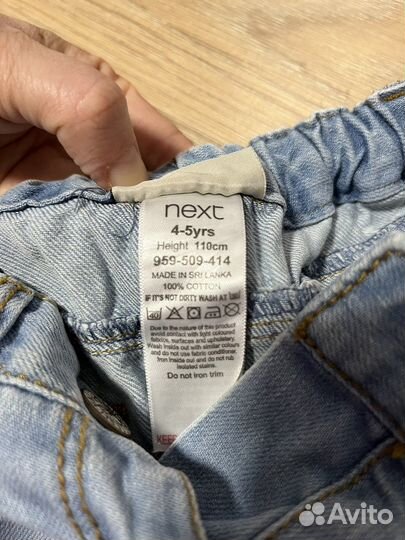 next
4-5yrs
Height 110cm
959-509-414
MADE IN SRI LANKA
100% COTTON
IF IT'S NOT DIRTY WASH AT
40
Due to the nature of this product
avoid contact with light coloured
fabrics, surfaces and upholstery.
Wash inside out with similar colours
and do not use fabric conditioner.
Iron inside out and do not rub
isolated stains.
Do not iron trim
KEEP
Avito